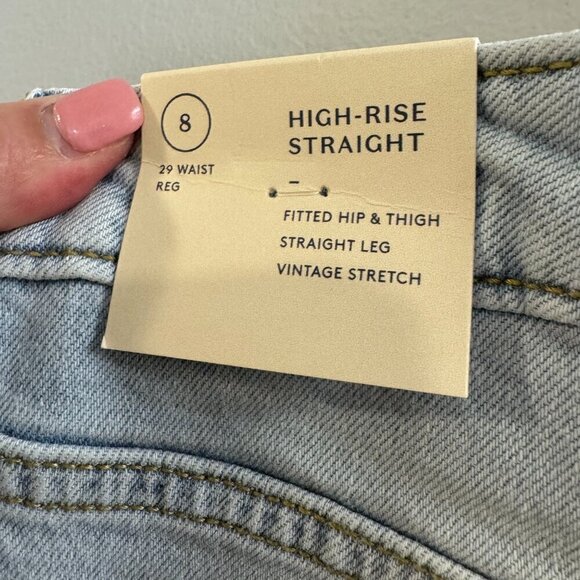 8
29 WAIST
REG
HIGH-RISE
STRAIGHT
–
FITTED HIP & THIGH
STRAIGHT LEG
VINTAGE STRETCH